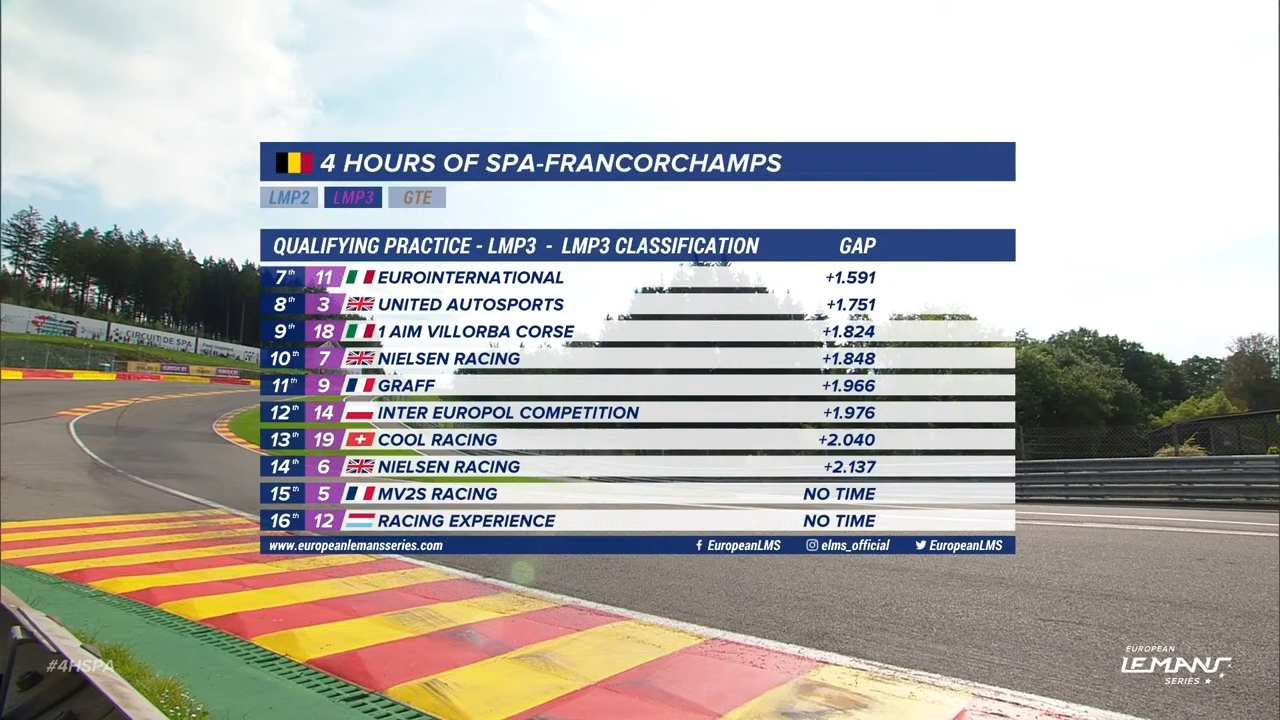 4 HOURS OF SPA-FRANCORCHAMPS
LMP2 LMP3 GTE
QUALIFYING PRACTICE - LMP3 - LMP3 CLASSIFICATION GAP
7th 11 EUROINTERNATIONAL +1.591
8th 3 UNITED AUTOSPORTS +1.751
9th 18 1 AIM VILLORBA CORSE +1.824
10th 7 NIELSEN RACING +1.848
11th 9 GRAFF +1.966
12th 14 INTER EUROPOL COMPETITION +1.976
13th 19 COOL RACING +2.040
14th 6 NIELSEN RACING +2.137
15th 5 MV2S RACING NO TIME
16th 12 RACING EXPERIENCE NO TIME
www.europeanlemansseries.com EuropeanLMS elms_official EuropeanLMS
CIRCUIT DE SPA
#4HSPA
EUROPEAN
LEMANS
SERIES